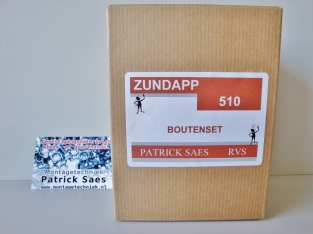 ZUNDAPP
510
BOUTENSET
PATRICK SAES RVS
Montagetechniek
Patrick Saes
www.montagetechniek.nl